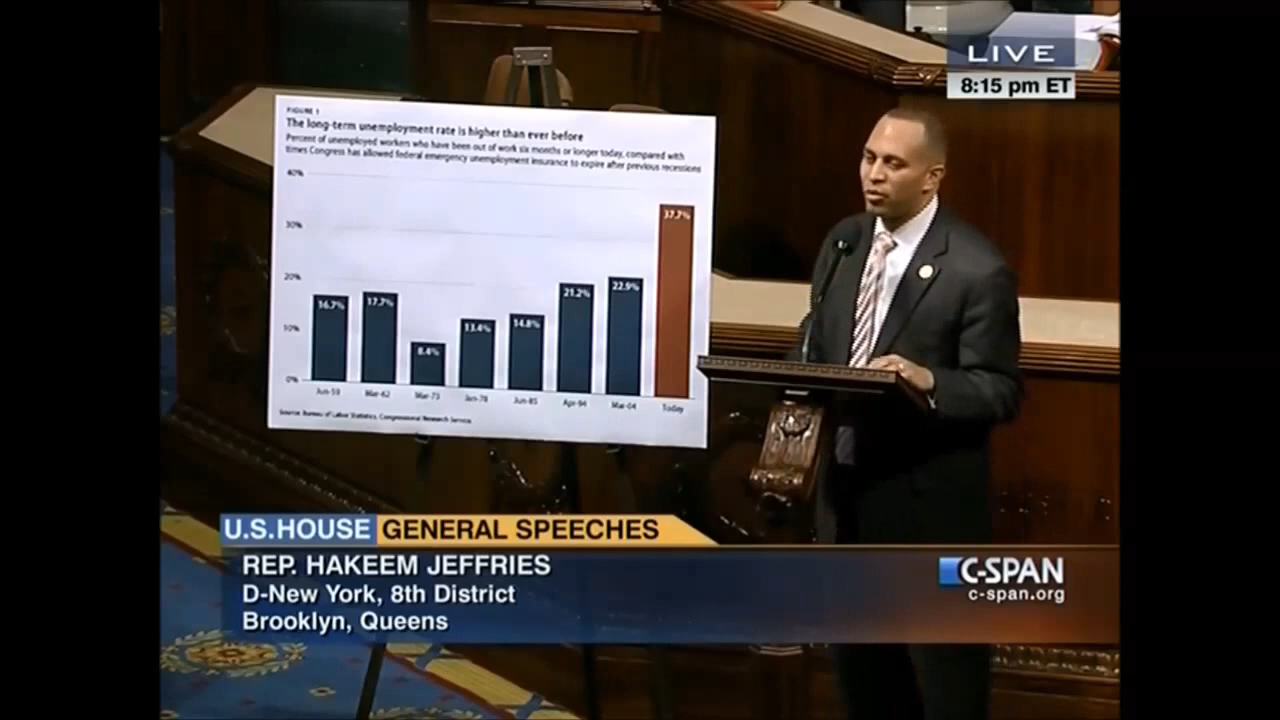 LIVE
8:15 pm ET
FIGURE 1
The long-term unemployment rate is higher than ever before
Percent of unemployed workers who have been out of work six months or longer today, compared with
times Congress has allowed federal emergency unemployment insurance to expire after previous recessions
40%
30%
20%
10%
0%
16.7%
17.7%
8.4%
13.4%
14.8%
21.2%
22.9%
37.7%
Jun-59
Mar-62
Mar-73
Jan-78
Jun-85
Apr-94
Mar-04
Today
Source: Bureau of Labor Statistics, Congressional Research Service
U.S.HOUSE GENERAL SPEECHES
REP. HAKEEM JEFFRIES
D-New York, 8th District
Brooklyn, Queens
C-SPAN
c-span.org